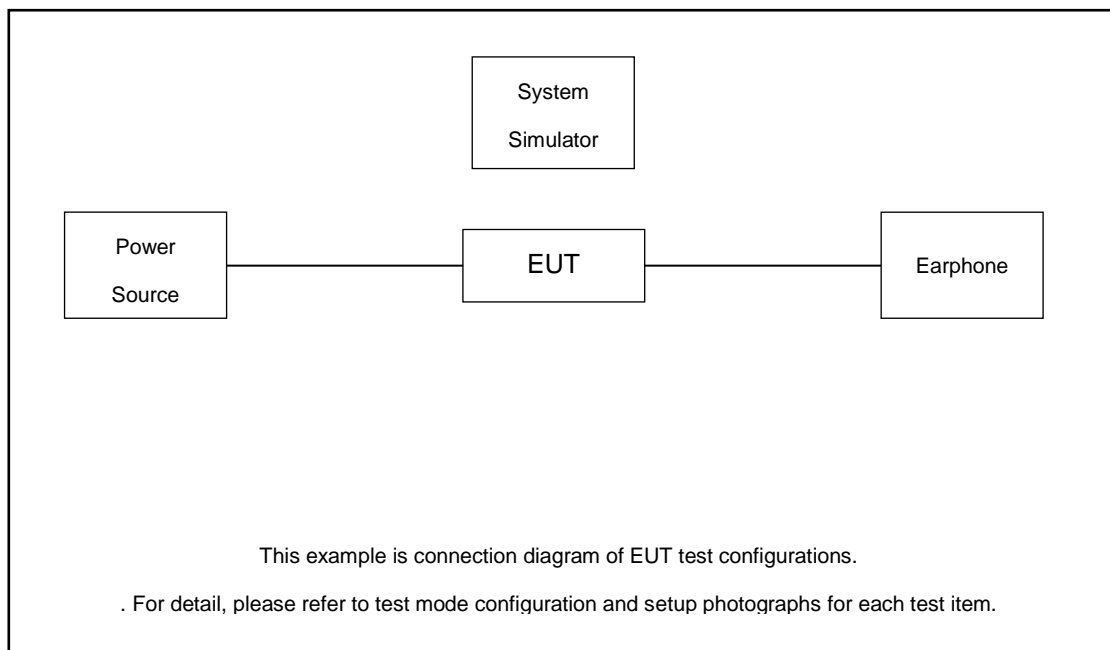 System
Simulator
Power
Source
EUT
Earphone
This example is connection diagram of EUT test configurations.
. For detail, please refer to test mode configuration and setup photographs for each test item.